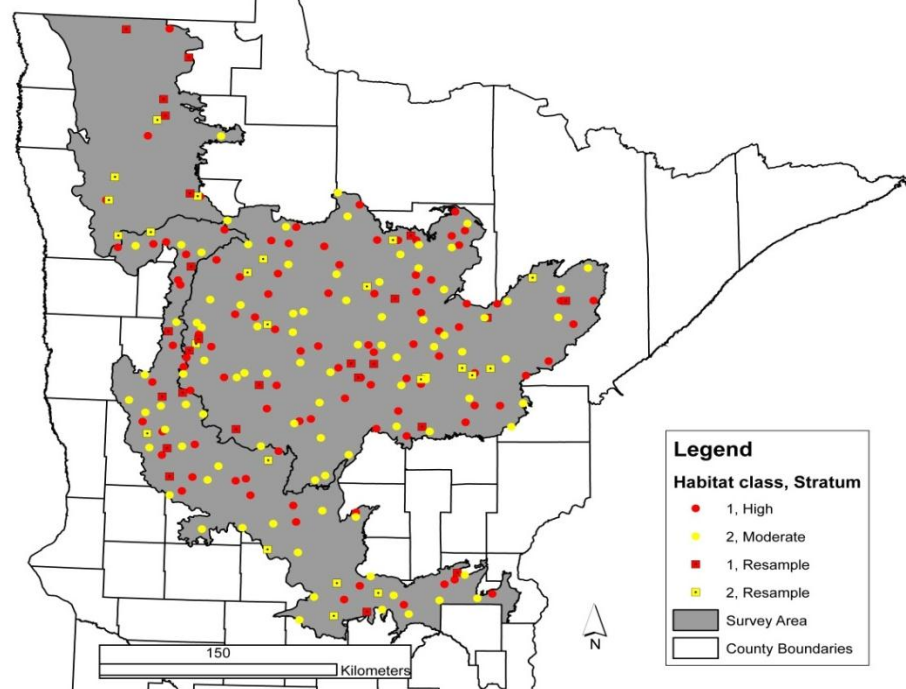 Legend
Habitat class, Stratum
1, High
2, Moderate
1, Resample
2, Resample
Survey Area
County Boundaries
N
150
Kilometers